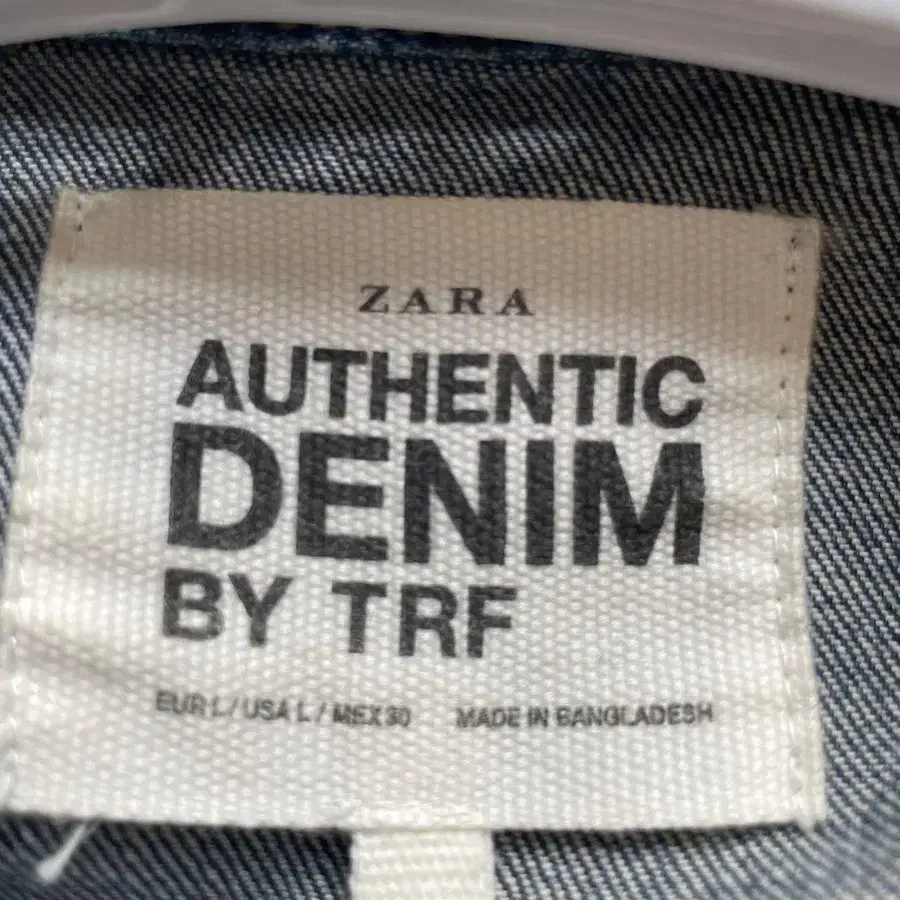 ZARA
AUTHENTIC
DENIM
BY TRF
EUR L / USA L / MEX 30 MADE IN BANGLADESH